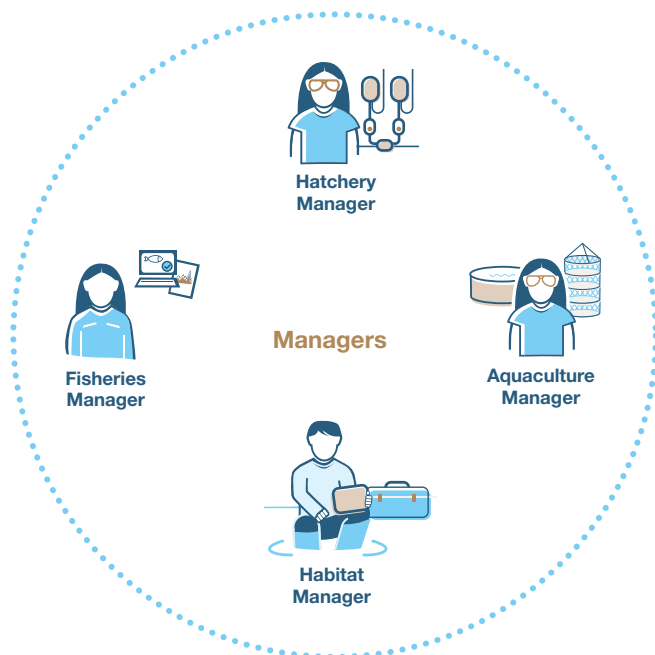 Hatchery
Manager
Fisheries
Manager
Managers
Aquaculture
Manager
Habitat
Manager